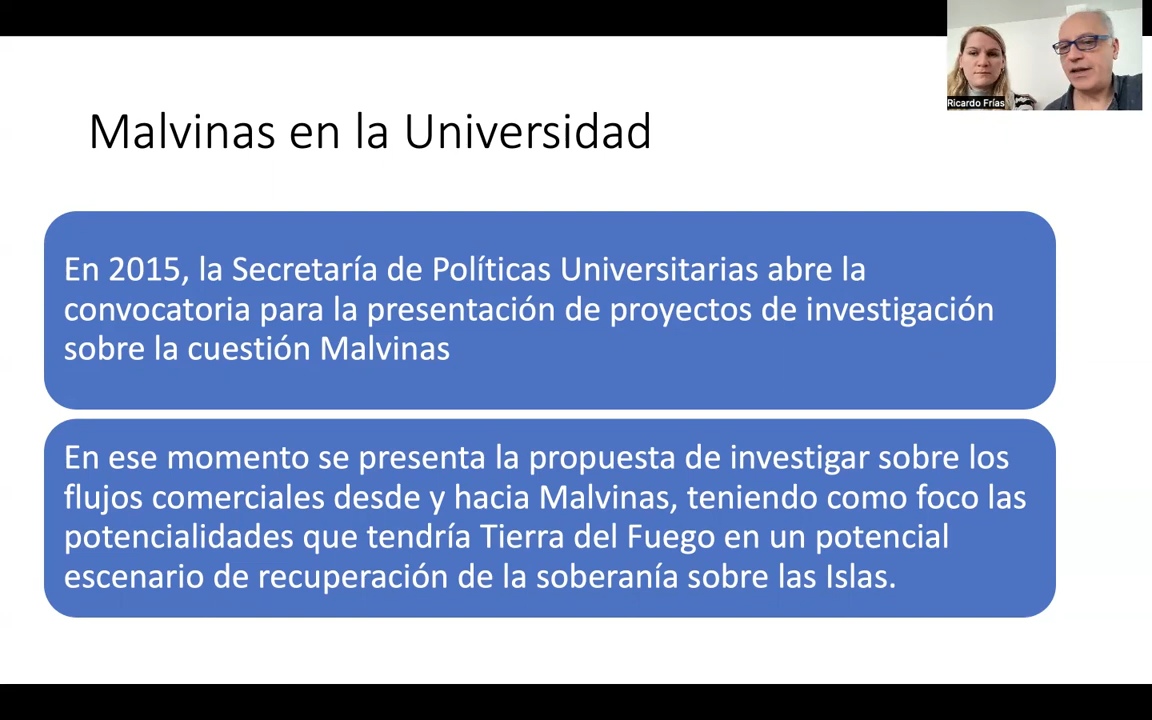 Ricardo Frías
Malvinas en la Universidad
En 2015, la Secretaría de Políticas Universitarias abre la
convocatoria para la presentación de proyectos de investigación
sobre la cuestión Malvinas
En ese momento se presenta la propuesta de investigar sobre los
flujos comerciales desde y hacia Malvinas, teniendo como foco las
potencialidades que tendría Tierra del Fuego en un potencial
escenario de recuperación de la soberanía sobre las Islas.